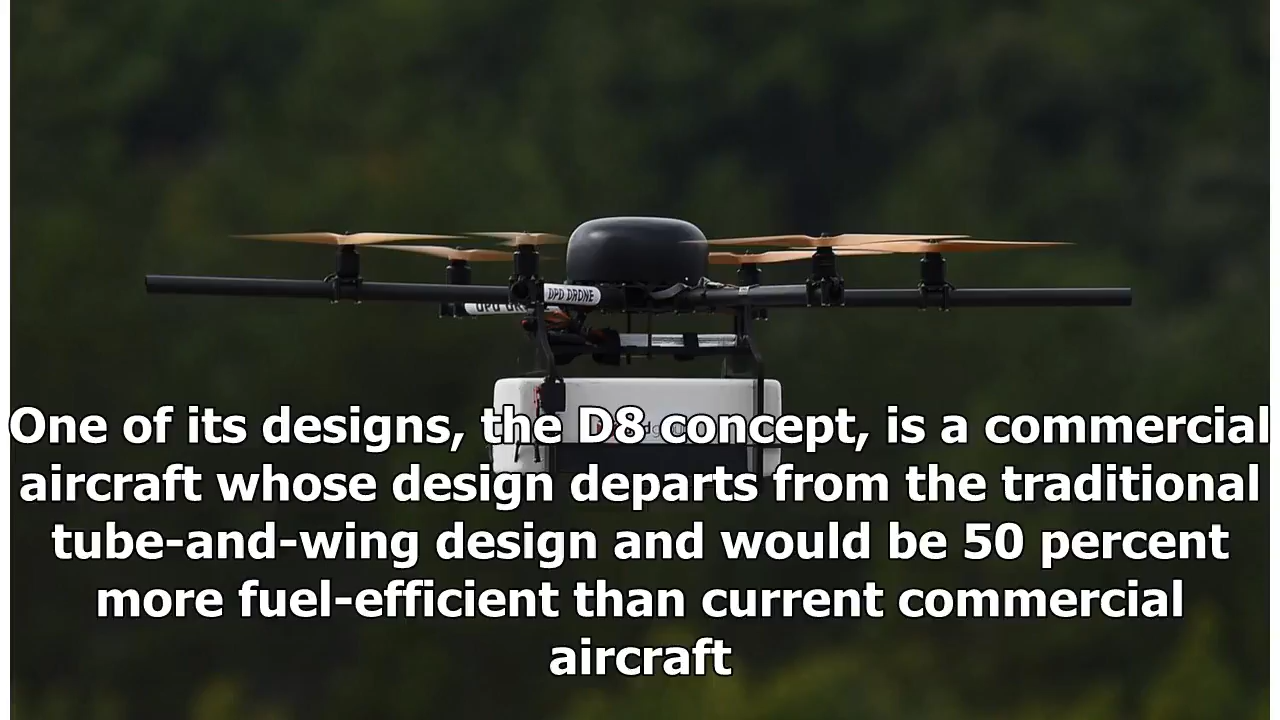 DPD DRONE
One of its designs, the D8 concept, is a commercial
aircraft whose design departs from the traditional
tube-and-wing design and would be 50 percent
more fuel-efficient than current commercial
aircraft